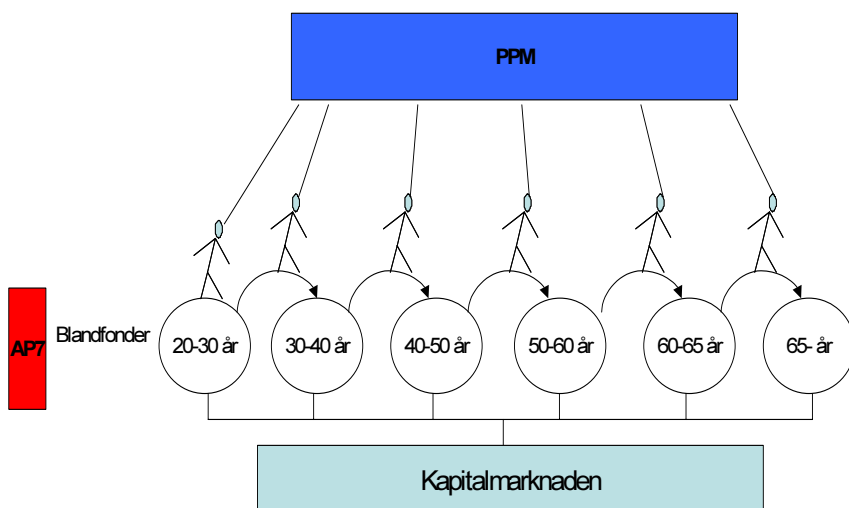 PPM
AP7
Blandfonder
20-30 år
30-40 år
40-50 år
50-60 år
60-65 år
65- år
Kapitalmarknaden